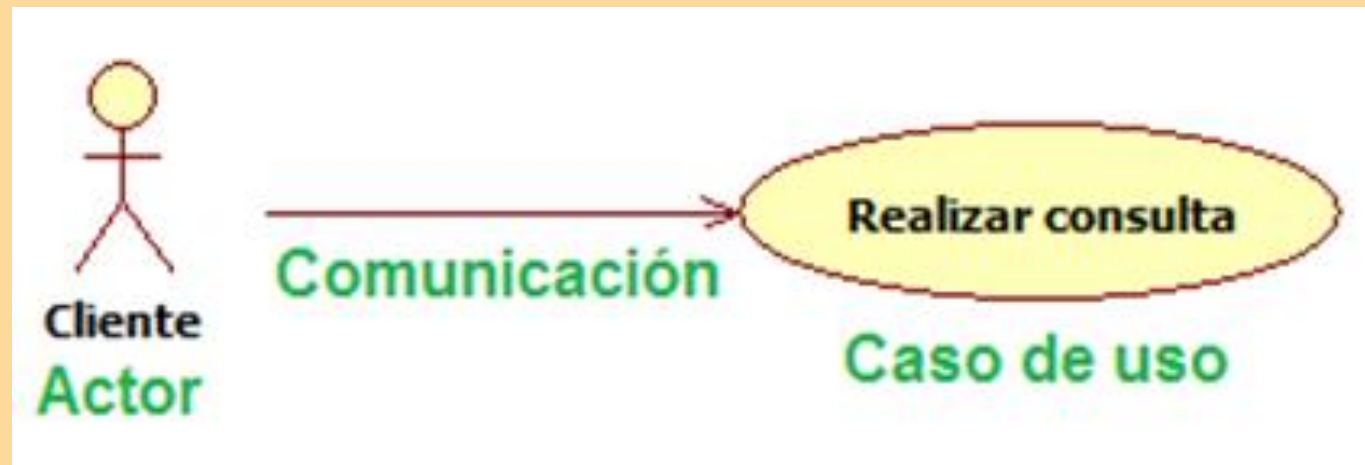 Realizar consulta
Comunicación
Cliente
Caso de uso
Actor